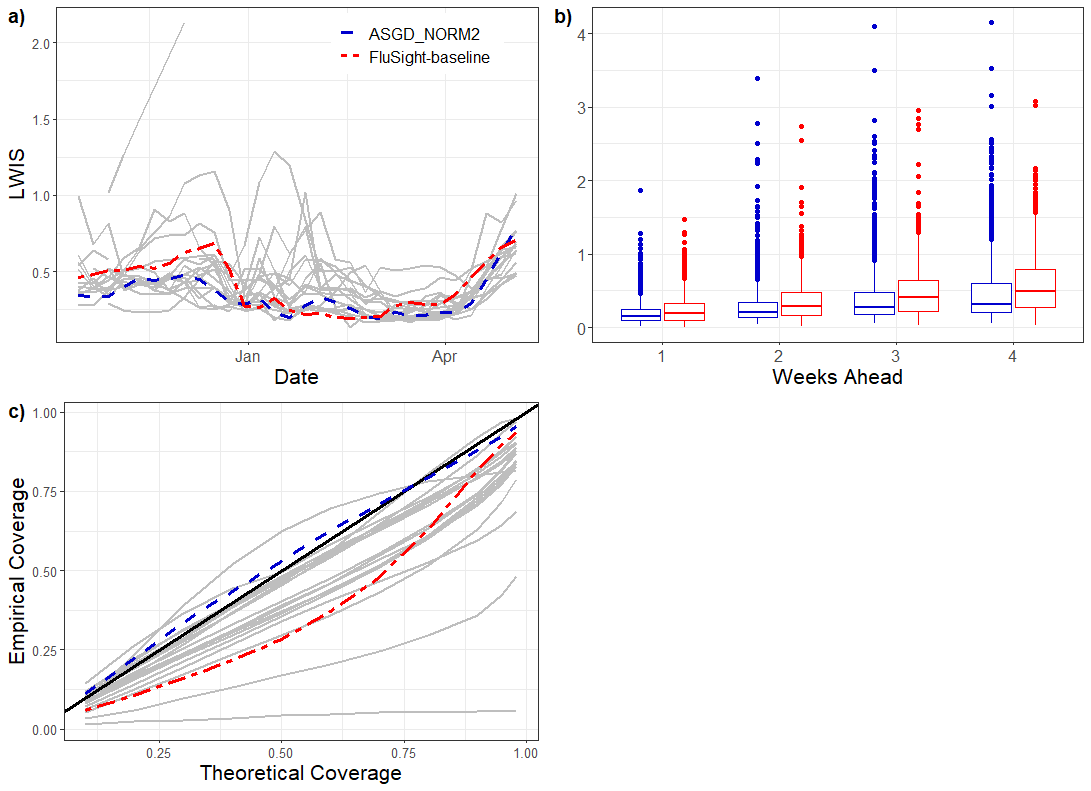 a)
ASGD_NORM2
FluSight-baseline
2.0
1.5
1.0
0.5
LWIS
Jan
Apr
Date
b)
4
3
2
1
0
1
2
3
4
Weeks Ahead
c)
1.00
0.75
0.50
0.25
0.00
Empirical Coverage
0.25
0.50
0.75
1.00
Theoretical Coverage